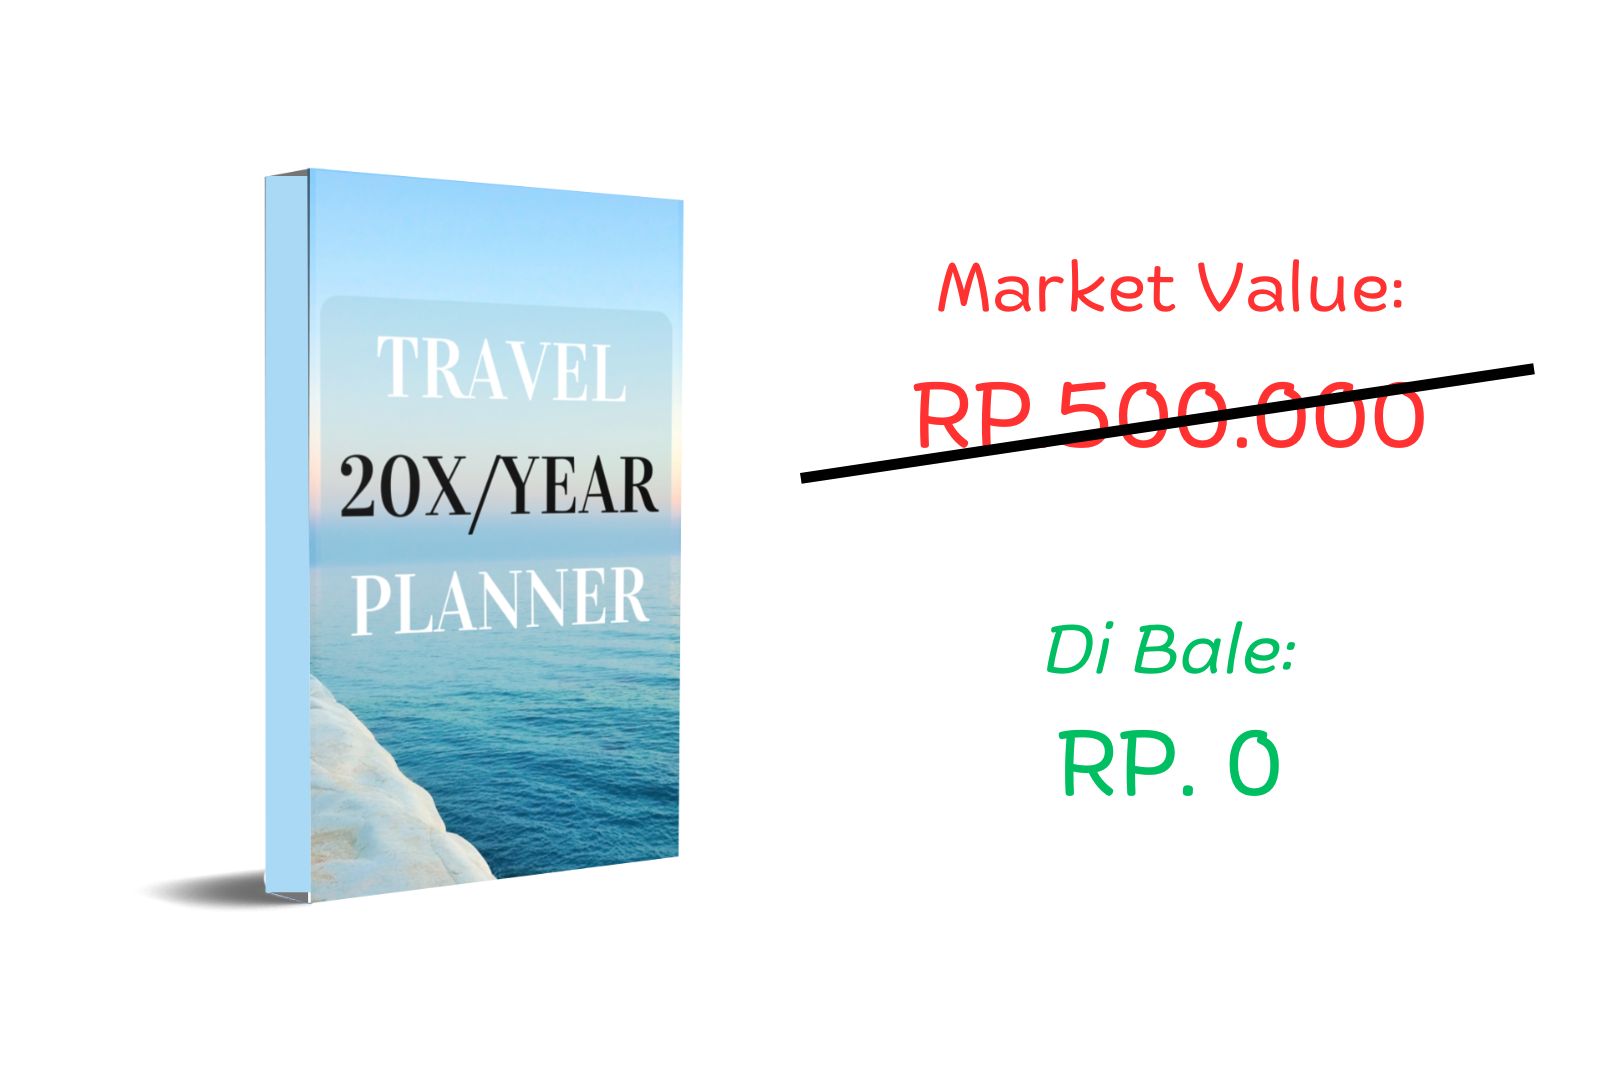 TRAVEL
20X/YEAR
PLANNER
Market Value:
RP 500.000
Di Bale:
RP. 0